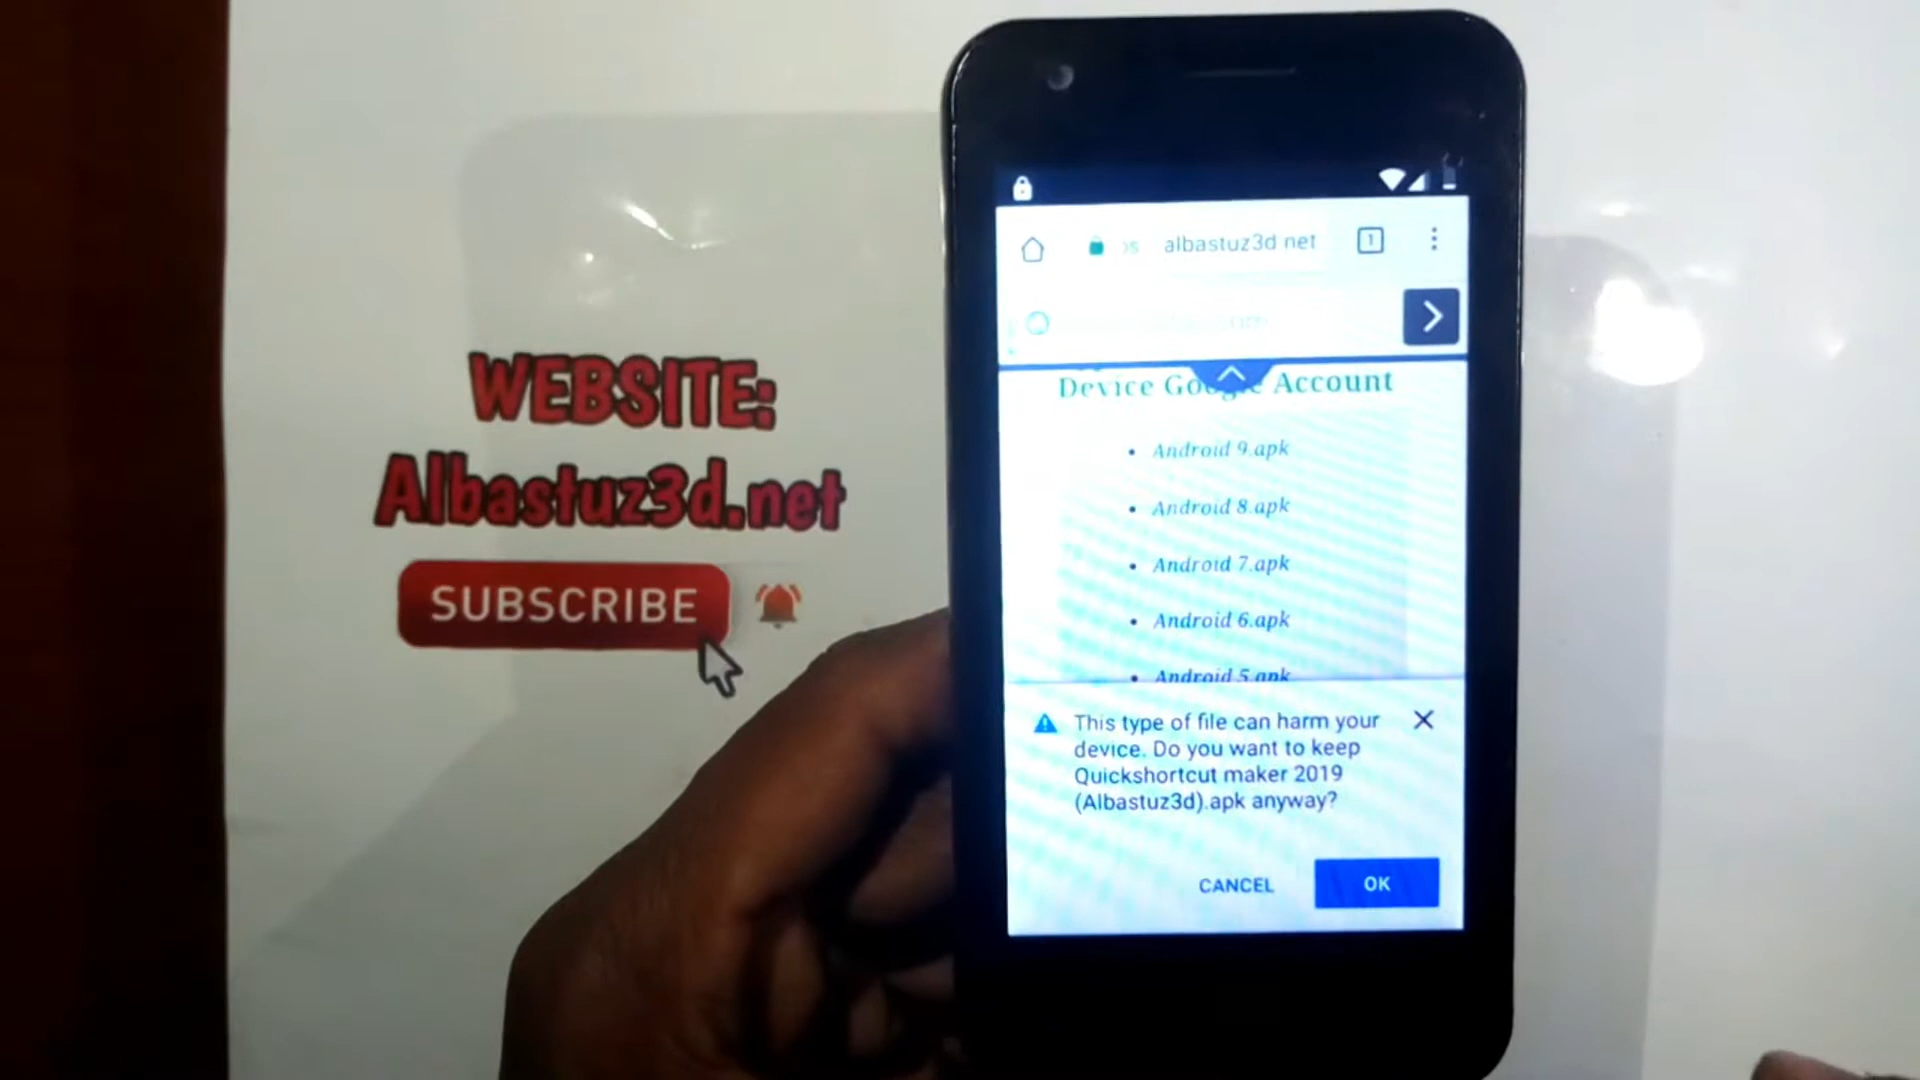 WEBSITE:
Albastuz3d.net
SUBSCRIBE
albastuz3d net
1
Device Google Account
Android 9.apk
Android 8.apk
Android 7.apk
Android 6.apk
Android 5.apk
This type of file can harm your
device. Do you want to keep
Quickshortcut maker 2019
(Albastuz3d).apk anyway?
CANCEL
OK